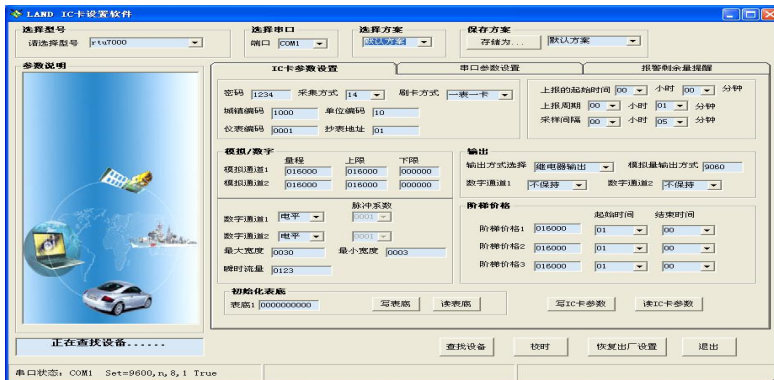 LAND IC卡设置软件
选择型号 选择串口 选择方案 保存方案
请选择型号 rtu7000 端口 COM1 默认方案 存储为... 默认方案
参数说明 IC卡参数设置 串口参数设置 报警剩余量提醒
密码 1234 采集方式 14 刷卡方式 一表一卡 上报的起始时间 00 小时 00 分钟
城镇编码 1000 单位编码 10 上报周期 00 小时 01 分钟
仪表编码 0001 抄表地址 01 采样间隔 00 小时 05 分钟
模拟/数字 输出
量程 上限 下限
模拟通道1 016000 016000 000000 输出方式选择 继电器输出 模拟量输出方式 9060
模拟通道2 016000 016000 000000 数字通道1 不保持 数字通道2 不保持
脉冲系数 阶梯价格
数字通道1 电平 0001 起始时间 结束时间
数字通道2 电平 0001 阶梯价格1 016000 01 00
最大宽度 0030 最小宽度 0003 阶梯价格2 016000 01 00
瞬时流量 0123 阶梯价格3 016000 01 00
初始化表底
表底1 0000000000 写表底 读表底 写IC卡参数 读IC卡参数
正在查找设备...... 查找设备 校时 恢复出厂设置 退出
串口状态: COM1 Set=9600,n,8,1 True